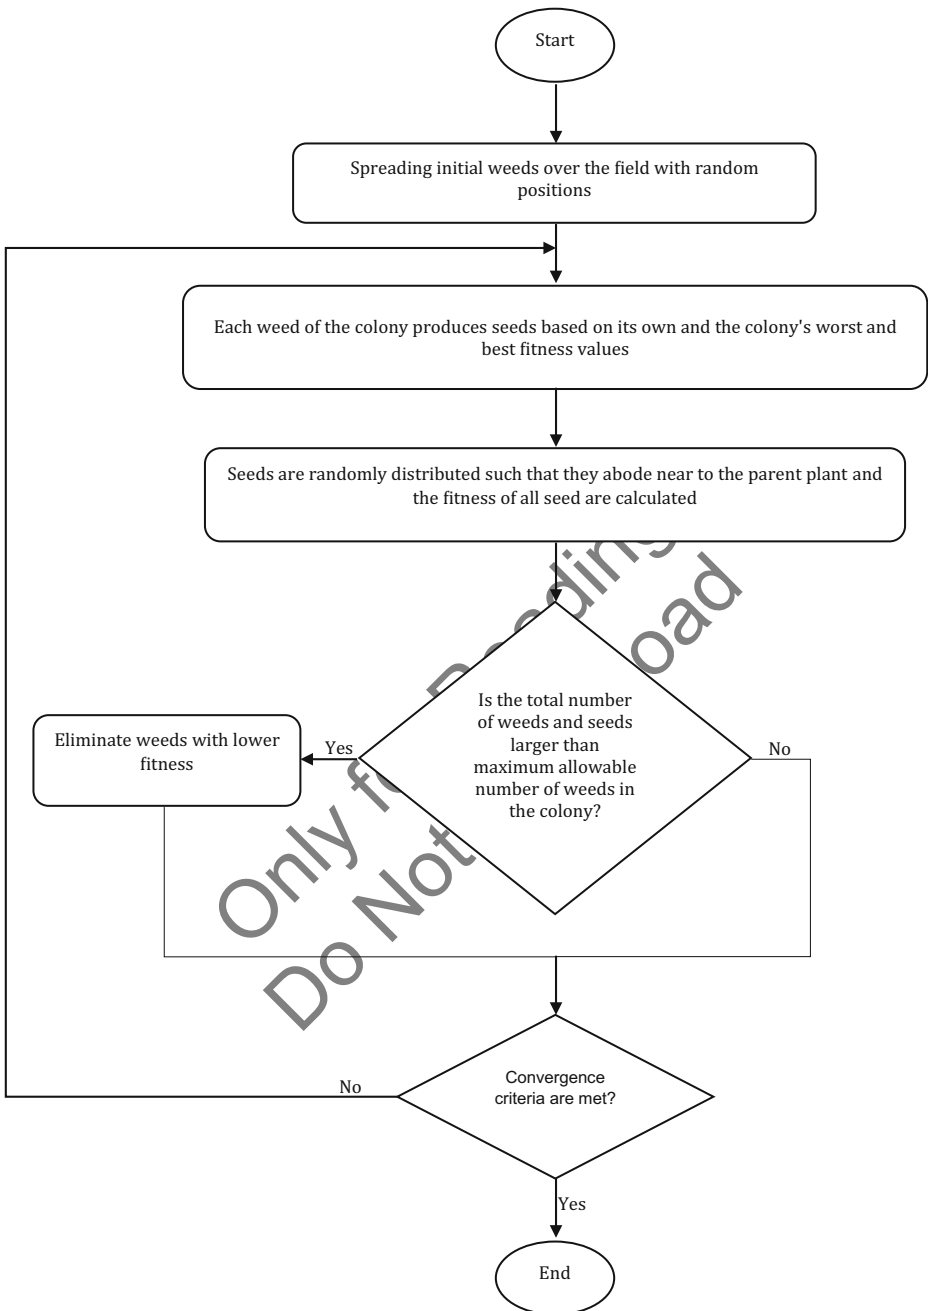 Start
Spreading initial weeds over the field with random
positions
Each weed of the colony produces seeds based on its own and the colony's worst and
best fitness values
Seeds are randomly distributed such that they abode near to the parent plant and
the fitness of all seed are calculated
Is the total number
of weeds and seeds
larger than
maximum allowable
number of weeds in
the colony?
Yes
No
Eliminate weeds with lower
fitness
Only
Do Not
Convergence
criteria are met?
No
Yes
End